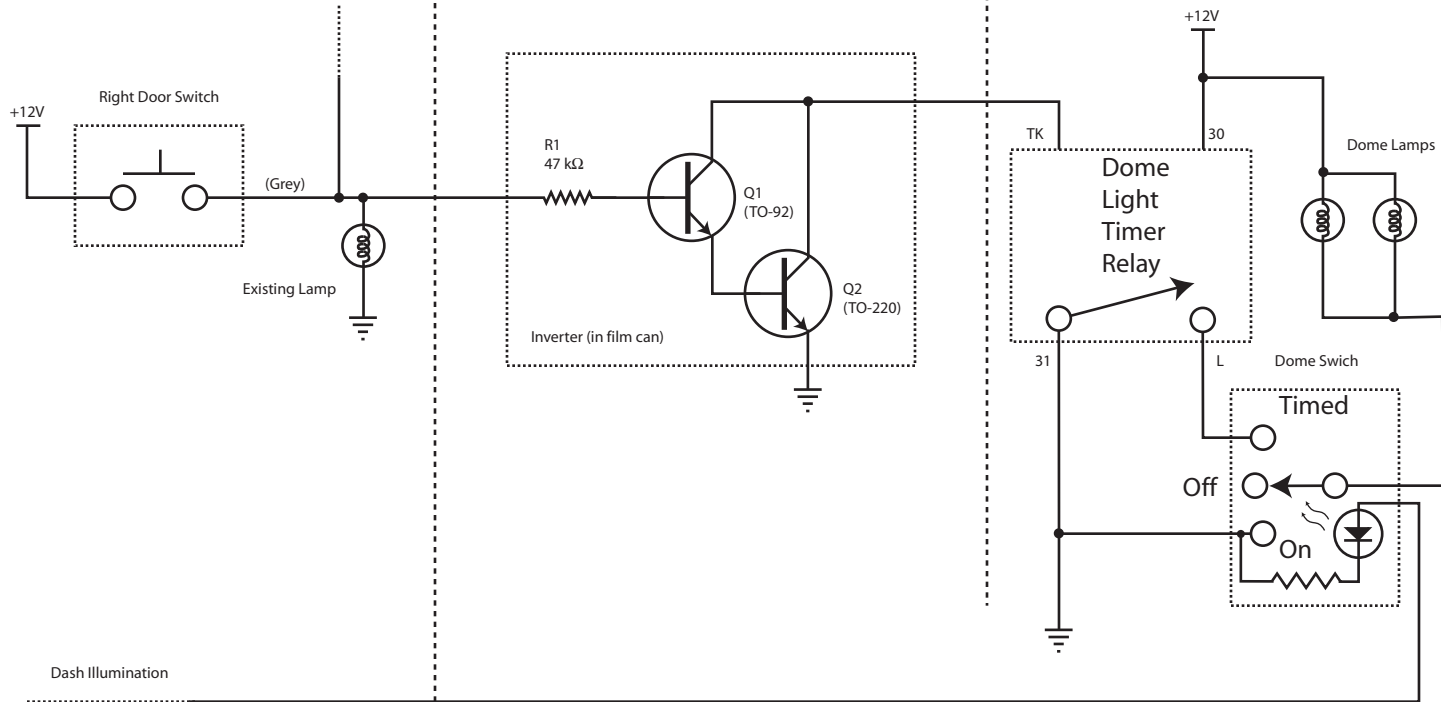 +12V
Right Door Switch
(Grey)
Existing Lamp
R1
47 kΩ
Q1
(TO-92)
Q2
(TO-220)
Inverter (in film can)
+12V
TK
30
Dome
Light
Timer
Relay
31
L
Dome Lamps
Dome Swich
Timed
Off
On
Dash Illumination